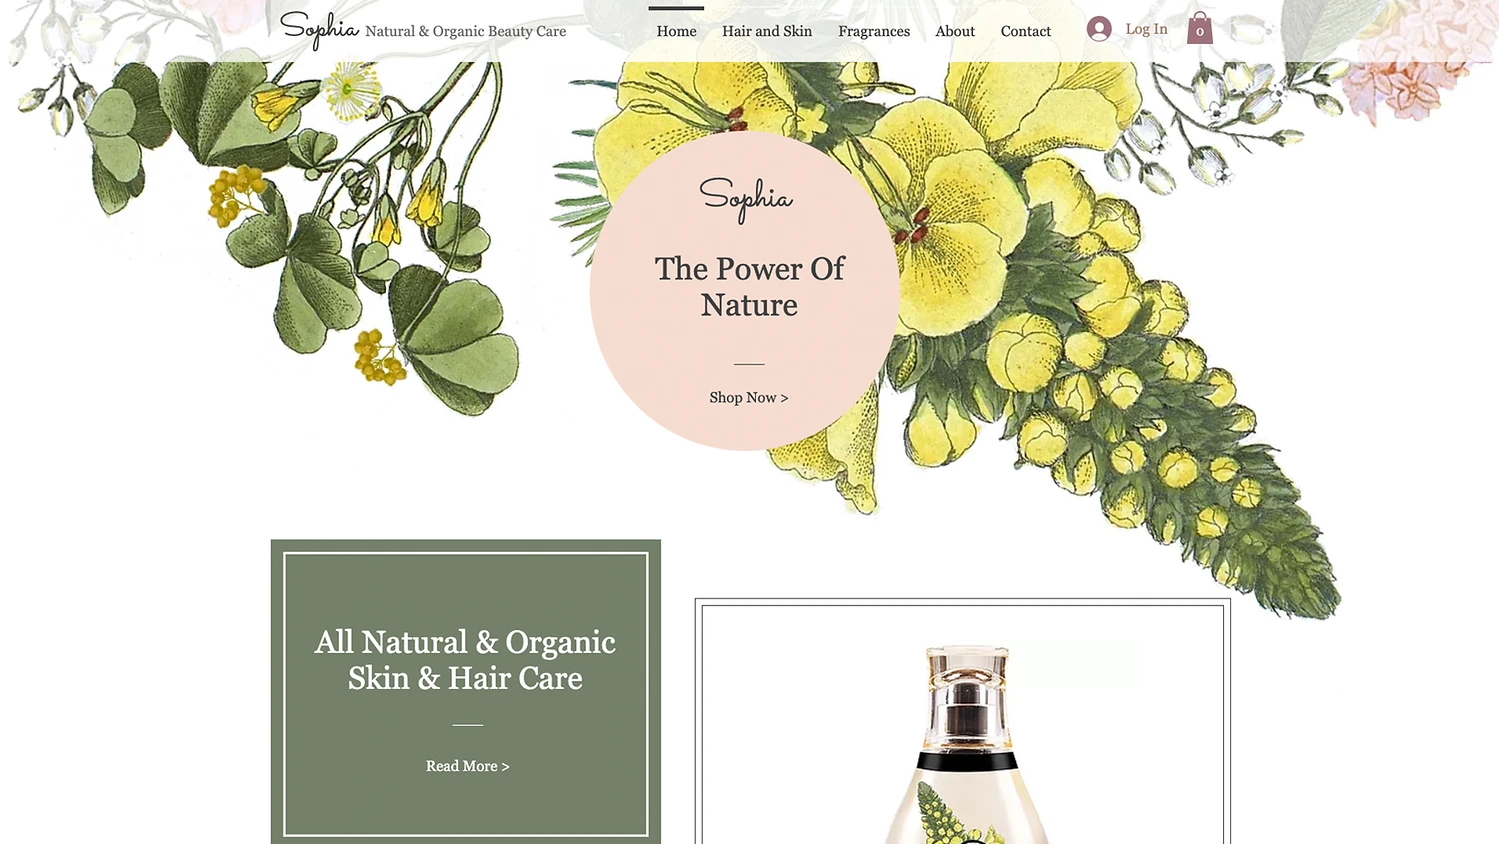 Sophia Natural & Organic Beauty Care
Home Hair and Skin Fragrances About Contact
Log In
0
Sophia
The Power Of
Nature
Shop Now >
All Natural & Organic
Skin & Hair Care
Read More >